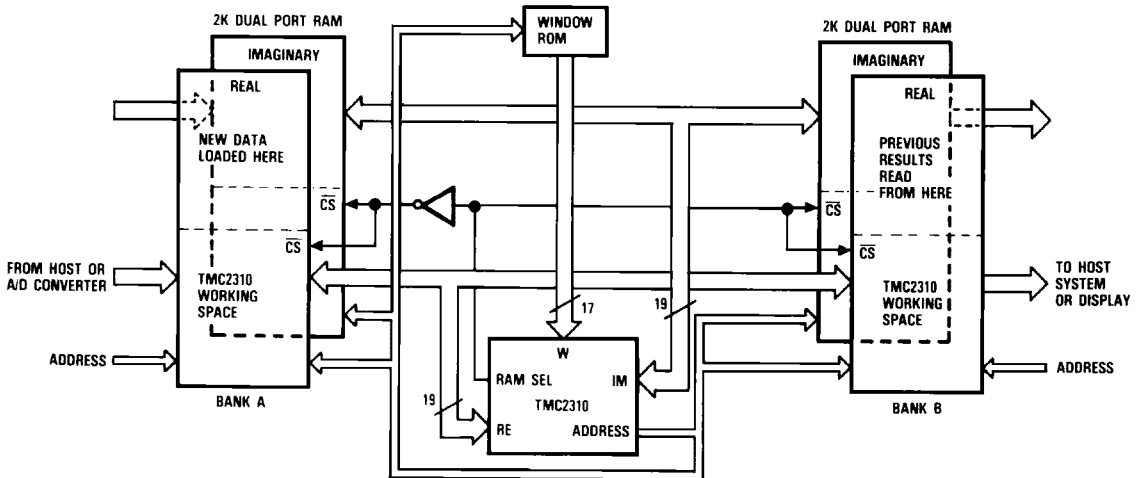 2K DUAL PORT RAM
IMAGINARY
REAL
NEW DATA
LOADED HERE
CS
CS
FROM HOST OR
A/D CONVERTER
TMC2310
WORKING
SPACE
ADDRESS
BANK A
WINDOW
ROM
17
19
19
W
RAM SEL
IM
TMC2310
RE
ADDRESS
2K DUAL PORT RAM
IMAGINARY
REAL
PREVIOUS
RESULTS
READ
FROM HERE
CS
CS
TMC2310
WORKING
SPACE
TO HOST
SYSTEM
OR DISPLAY
ADDRESS
BANK B